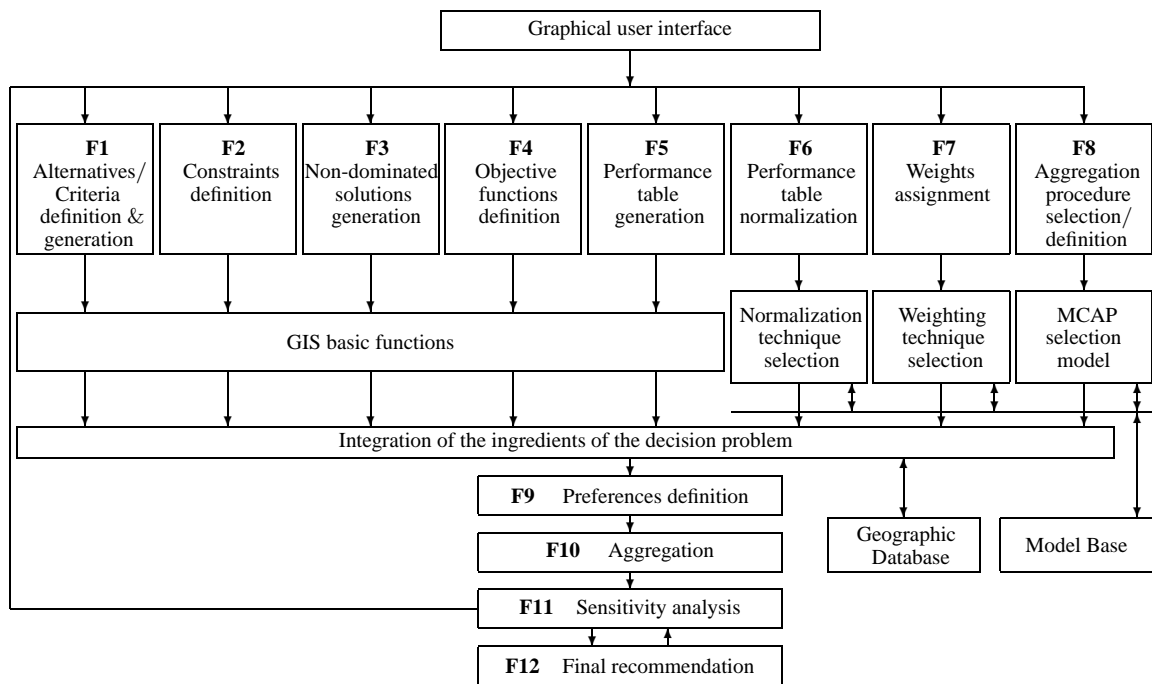 Graphical user interface
F1
Alternatives/
Criteria
definition &
generation
F2
Constraints
definition
F3
Non-dominated
solutions
generation
F4
Objective
functions
definition
F5
Performance
table
generation
F6
Performance
table
normalization
F7
Weights
assignment
F8
Aggregation
procedure
selection/
definition
GIS basic functions
Normalization
technique
selection
Weighting
technique
selection
MCAP
selection
model
Integration of the ingredients of the decision problem
F9 Preferences definition
F10 Aggregation
F11 Sensitivity analysis
F12 Final recommendation
Geographic
Database
Model Base